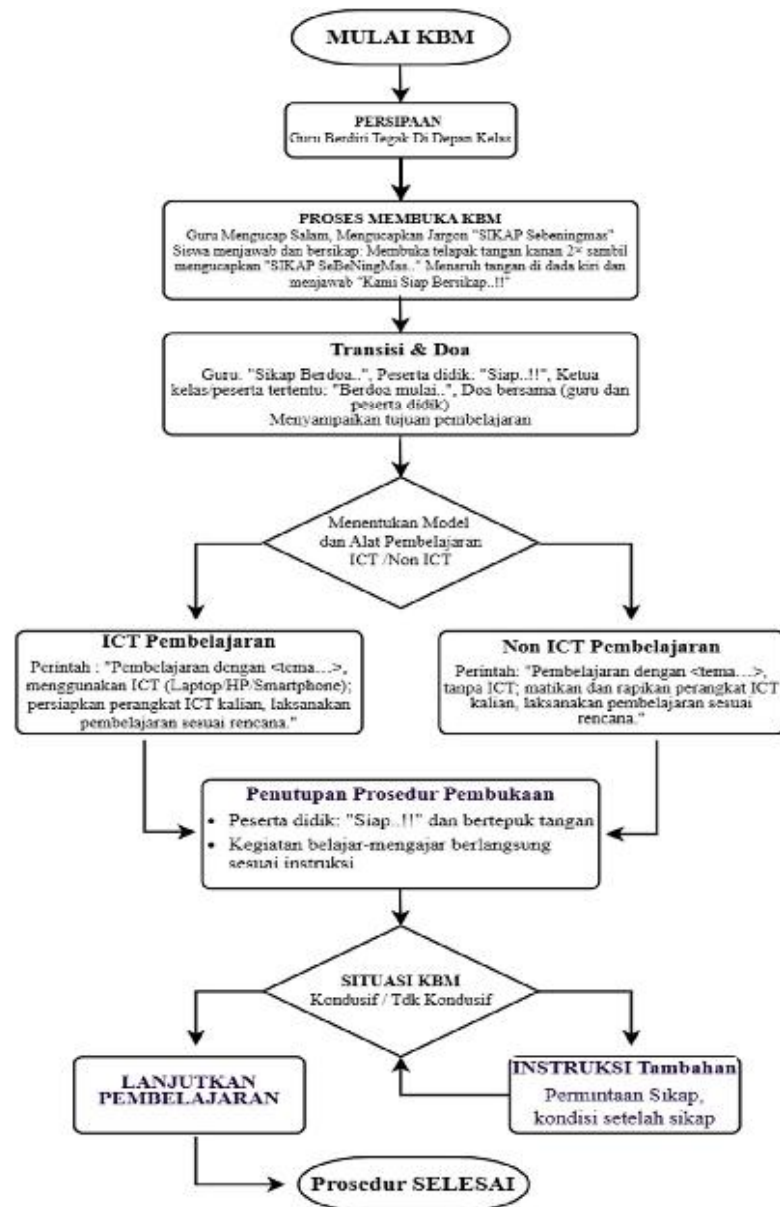 MULAI KBM
PERSIPAAN
Guru Berdiri Tegak Di Depan Kelas
PROSES MEMBUKA KBM
Guru Mengucap Salam, Mengucapkan Jargon "SIKAP Sebeningmas"
Siswa menjawab dan bersikap: Membuka telapak tangan kanan 2× sambil
mengucapkan "SIKAP SeBeNingMas.." Menaruh tangan di dada kiri dan
menjawab "Kami Siap Bersikap..!!"
Transisi & Doa
Guru: "Sikap Berdoa..", Peserta didik: "Siap..!!", Ketua
kelas/peserta tertentu: "Berdoa mulai..", Doa bersama (guru dan
peserta didik)
Menyampaikan tujuan pembelajaran
Menentukan Model
dan Alat Pembelajaran
ICT /Non ICT
ICT Pembelajaran
Perintah : "Pembelajaran dengan <tema…>,
menggunakan ICT (Laptop/HP/Smartphone);
persiapkan perangkat ICT kalian, laksanakan
pembelajaran sesuai rencana."
Non ICT Pembelajaran
Perintah: "Pembelajaran dengan <tema…>,
tanpa ICT; matikan dan rapikan perangkat ICT
kalian, laksanakan pembelajaran sesuai
rencana."
Penutupan Prosedur Pembukaan
• Peserta didik: "Siap..!!" dan bertepuk tangan
• Kegiatan belajar-mengajar berlangsung
sesuai instruksi
SITUASI KBM
Kondusif / Tdk Kondusif
LANJUTKAN
PEMBELAJARAN
INSTRUKSI Tambahan
Permintaan Sikap,
kondisi setelah sikap
Prosedur SELESAI